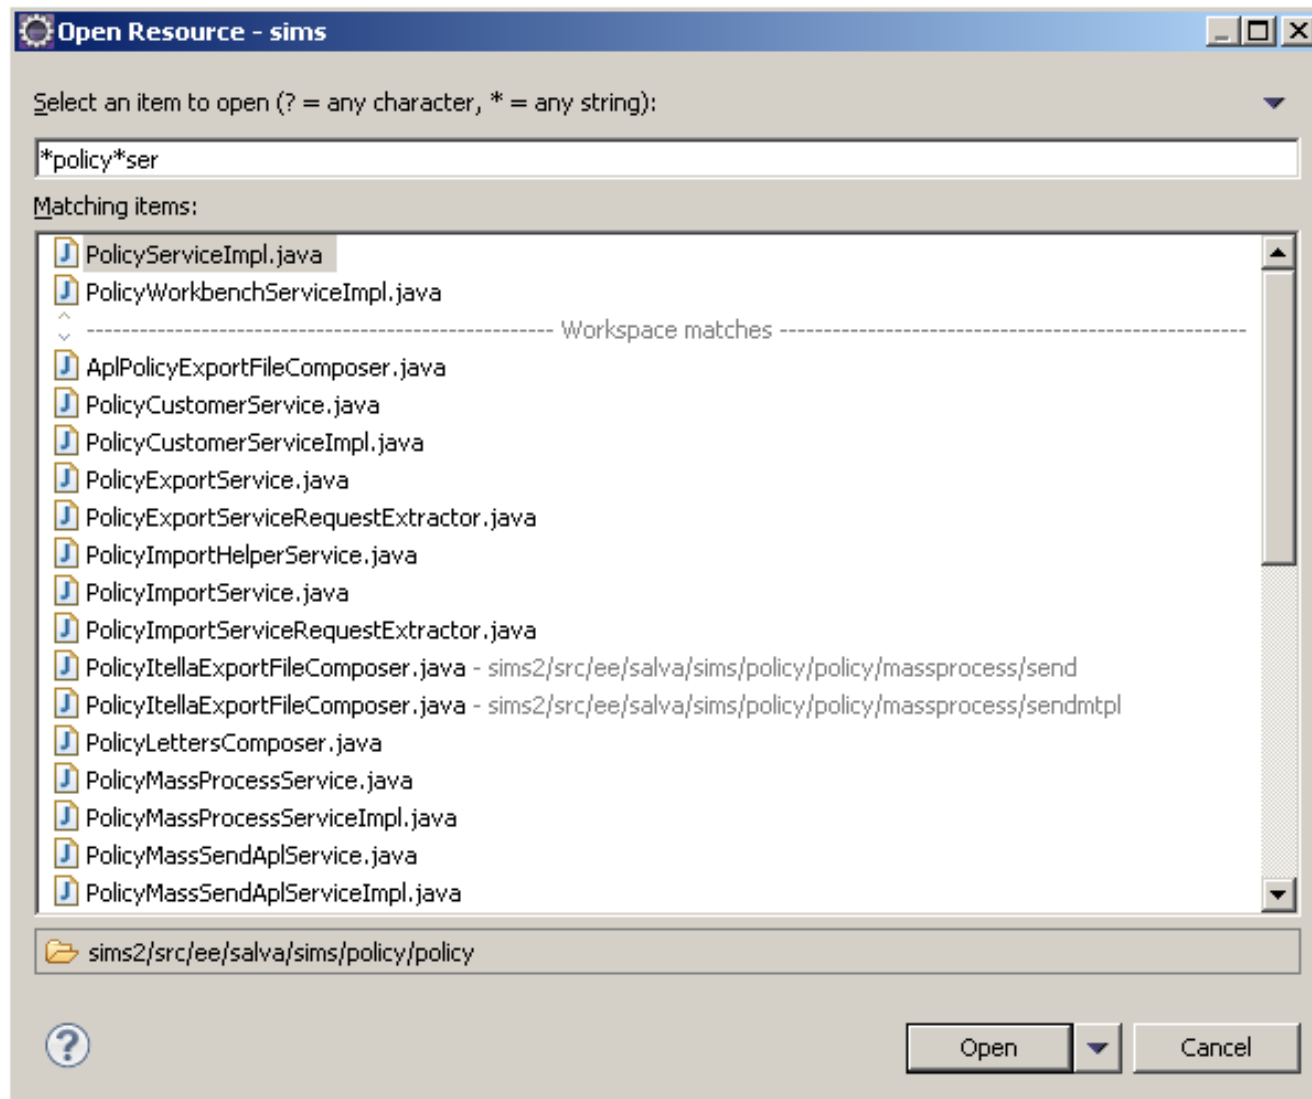 Open Resource - sims
Select an item to open (? = any character, * = any string):
*policy*ser
Matching items:
PolicyServiceImpl.java
PolicyWorkbenchServiceImpl.java
---------------------------------------------------- Workspace matches ----------------------------------------------------
AplPolicyExportFileComposer.java
PolicyCustomerService.java
PolicyCustomerServiceImpl.java
PolicyExportService.java
PolicyExportServiceRequestExtractor.java
PolicyImportHelperService.java
PolicyImportService.java
PolicyImportServiceRequestExtractor.java
PolicyItellaExportFileComposer.java - sims2/src/ee/salva/sims/policy/policy/massprocess/send
PolicyItellaExportFileComposer.java - sims2/src/ee/salva/sims/policy/policy/massprocess/sendmtpl
PolicyLettersComposer.java
PolicyMassProcessService.java
PolicyMassProcessServiceImpl.java
PolicyMassSendAplService.java
PolicyMassSendAplServiceImpl.java
sims2/src/ee/salva/sims/policy/policy
? Open Cancel